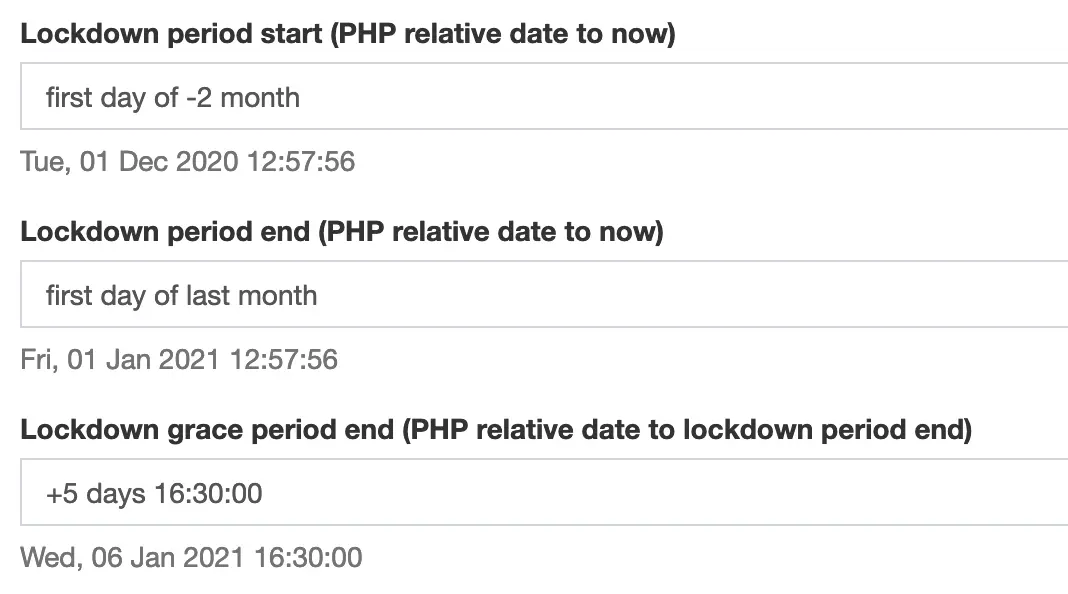 Lockdown period start (PHP relative date to now)
first day of -2 month
Tue, 01 Dec 2020 12:57:56
Lockdown period end (PHP relative date to now)
first day of last month
Fri, 01 Jan 2021 12:57:56
Lockdown grace period end (PHP relative date to lockdown period end)
+5 days 16:30:00
Wed, 06 Jan 2021 16:30:00